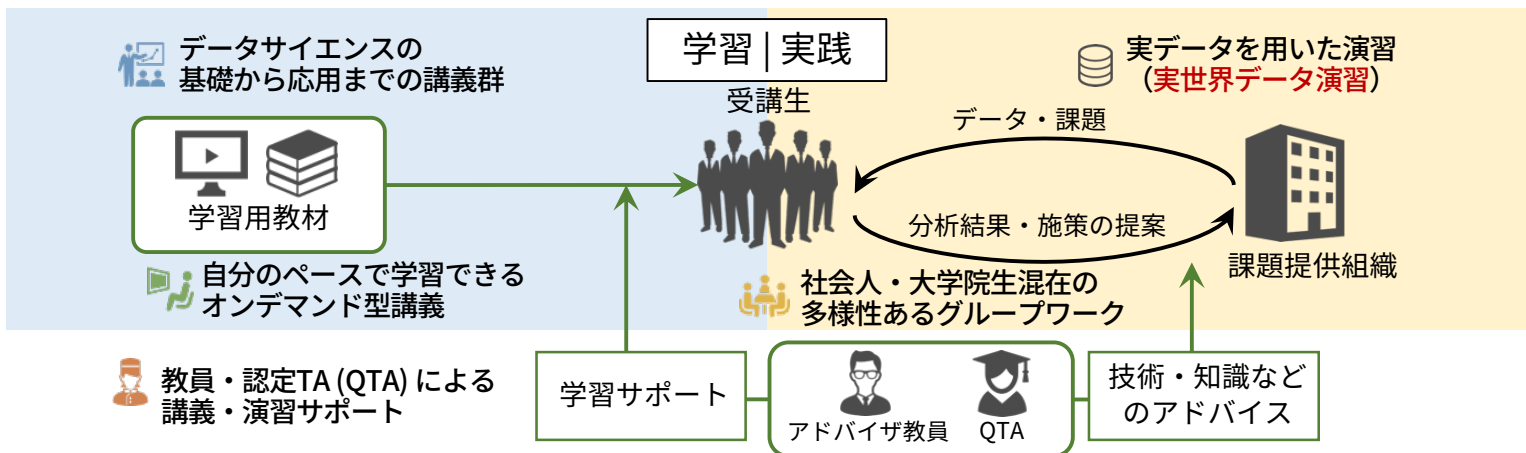 データサイエンスの
基礎から応用までの講義群
学習 | 実践
受講生
実データを用いた演習
（実世界データ演習）
データ・課題
学習用教材
分析結果・施策の提案
課題提供組織
自分のペースで学習できる
オンデマンド型講義
社会人・大学院生混在の
多様性あるグループワーク
教員・認定TA (QTA) による
講義・演習サポート
学習サポート
アドバイザ教員
QTA
技術・知識など
のアドバイス